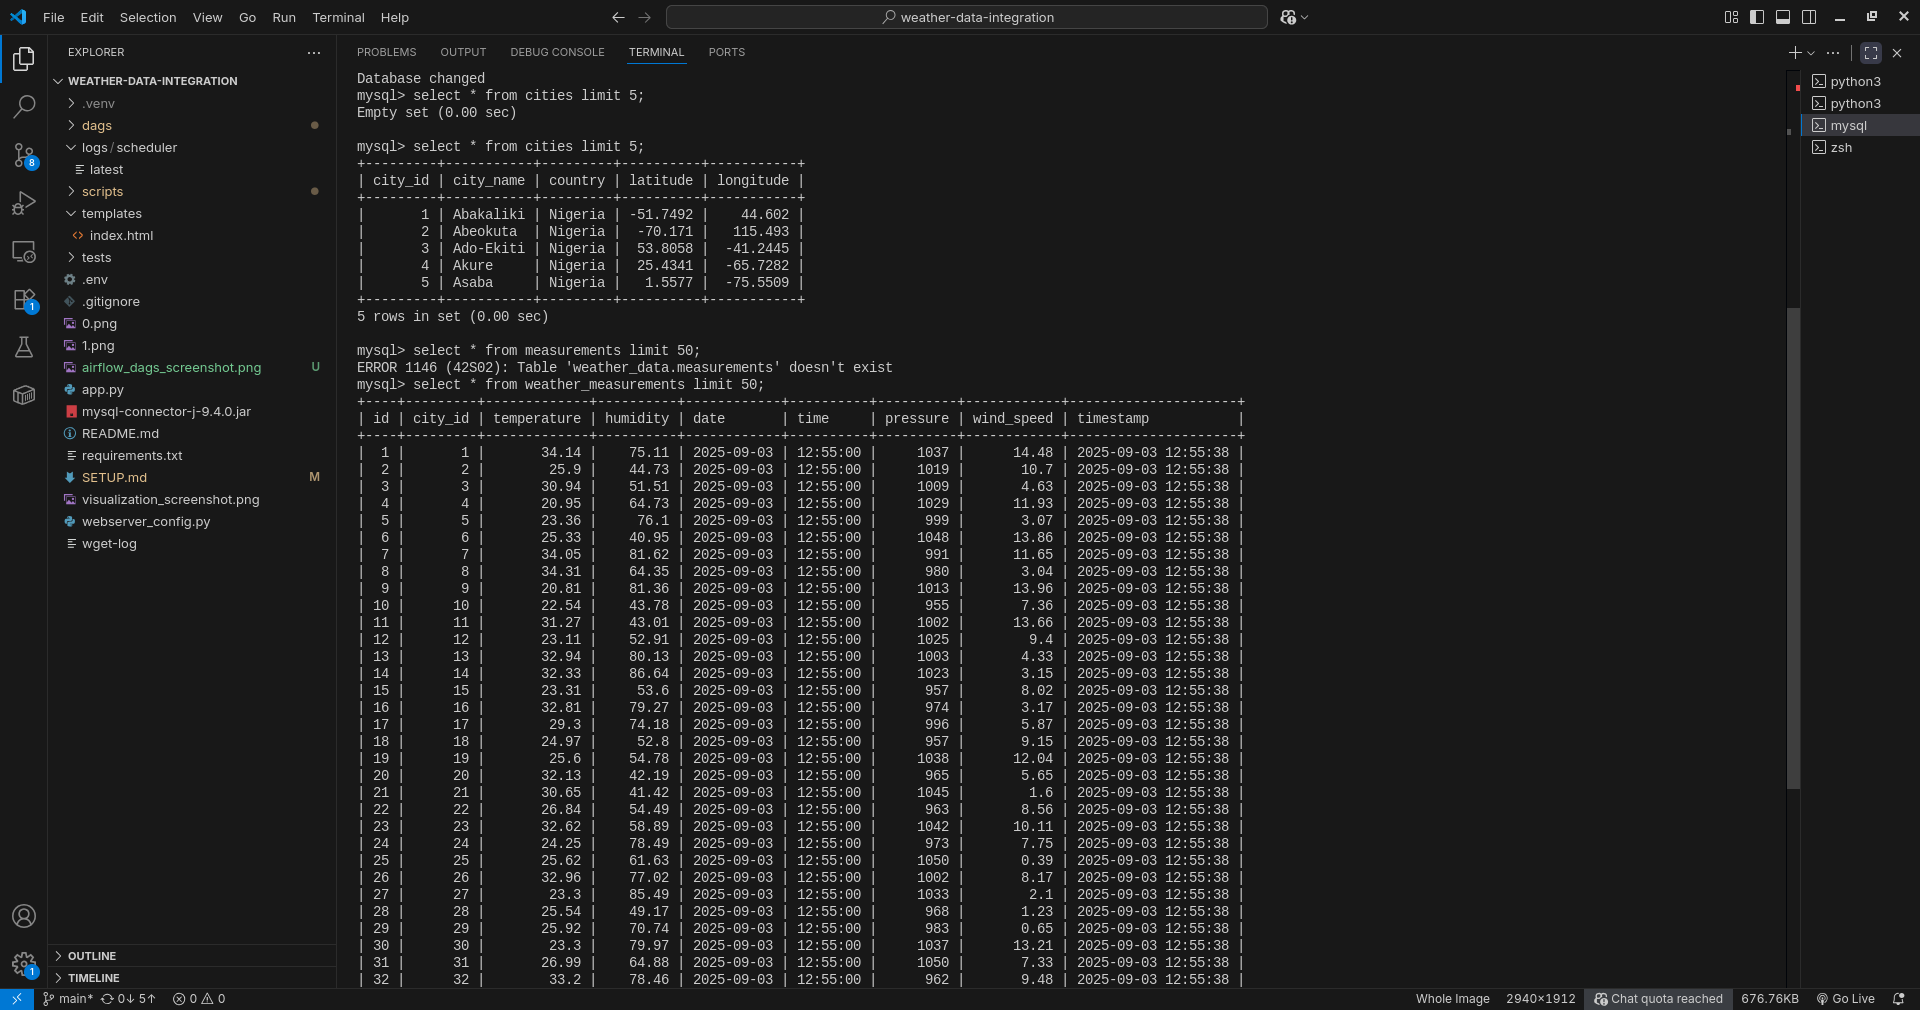 File Edit Selection View Go Run Terminal Help
weather-data-integration
EXPLORER
WEATHER-DATA-INTEGRATION
.venv
dags
logs / scheduler
latest
scripts
templates
index.html
tests
.env
.gitignore
0.png
1.png
airflow_dags_screenshot.png U
app.py
mysql-connector-j-9.4.0.jar
README.md
requirements.txt
SETUP.md M
visualization_screenshot.png
webserver_config.py
wget-log
OUTLINE
TIMELINE
8
1
1
PROBLEMS OUTPUT DEBUG CONSOLE TERMINAL PORTS
Database changed
mysql> select * from cities limit 5;
Empty set (0.00 sec)
mysql> select * from cities limit 5;
+---------+-----------+---------+----------+-----------+
| city_id | city_name | country | latitude | longitude |
+---------+-----------+---------+----------+-----------+
|       1 | Abakaliki | Nigeria | -51.7492 |    44.602 |
|       2 | Abeokuta  | Nigeria |  -70.171 |   115.493 |
|       3 | Ado-Ekiti | Nigeria |  53.8058 |  -41.2445 |
|       4 | Akure     | Nigeria |  25.4341 |  -65.7282 |
|       5 | Asaba     | Nigeria |   1.5577 |  -75.5509 |
+---------+-----------+---------+----------+-----------+
5 rows in set (0.00 sec)
mysql> select * from measurements limit 50;
ERROR 1146 (42S02): Table 'weather_data.measurements' doesn't exist
mysql> select * from weather_measurements limit 50;
+----+---------+-------------+----------+------------+----------+----------+------------+---------------------+
| id | city_id | temperature | humidity | date       | time     | pressure | wind_speed | timestamp           |
+----+---------+-------------+----------+------------+----------+----------+------------+---------------------+
|  1 |       1 |       34.14 |    75.11 | 2025-09-03 | 12:55:00 |     1037 |      14.48 | 2025-09-03 12:55:38 |
|  2 |       2 |        25.9 |    44.73 | 2025-09-03 | 12:55:00 |     1019 |       10.7 | 2025-09-03 12:55:38 |
|  3 |       3 |       30.94 |    51.51 | 2025-09-03 | 12:55:00 |     1009 |       4.63 | 2025-09-03 12:55:38 |
|  4 |       4 |       20.95 |    64.73 | 2025-09-03 | 12:55:00 |     1029 |      11.93 | 2025-09-03 12:55:38 |
|  5 |       5 |       23.36 |     76.1 | 2025-09-03 | 12:55:00 |      999 |       3.07 | 2025-09-03 12:55:38 |
|  6 |       6 |       25.33 |    40.95 | 2025-09-03 | 12:55:00 |     1048 |      13.86 | 2025-09-03 12:55:38 |
|  7 |       7 |       34.05 |    81.62 | 2025-09-03 | 12:55:00 |      991 |      11.65 | 2025-09-03 12:55:38 |
|  8 |       8 |       34.31 |    64.35 | 2025-09-03 | 12:55:00 |      980 |       3.04 | 2025-09-03 12:55:38 |
|  9 |       9 |       20.81 |    81.36 | 2025-09-03 | 12:55:00 |     1013 |      13.96 | 2025-09-03 12:55:38 |
| 10 |      10 |       22.54 |    43.78 | 2025-09-03 | 12:55:00 |      955 |       7.36 | 2025-09-03 12:55:38 |
| 11 |      11 |       31.27 |    43.01 | 2025-09-03 | 12:55:00 |     1002 |      13.66 | 2025-09-03 12:55:38 |
| 12 |      12 |       23.11 |    52.91 | 2025-09-03 | 12:55:00 |     1025 |        9.4 | 2025-09-03 12:55:38 |
| 13 |      13 |       32.94 |    80.13 | 2025-09-03 | 12:55:00 |     1003 |       4.33 | 2025-09-03 12:55:38 |
| 14 |      14 |       32.33 |    86.64 | 2025-09-03 | 12:55:00 |     1023 |       3.15 | 2025-09-03 12:55:38 |
| 15 |      15 |       23.31 |     53.6 | 2025-09-03 | 12:55:00 |      957 |       8.02 | 2025-09-03 12:55:38 |
| 16 |      16 |       32.81 |    79.27 | 2025-09-03 | 12:55:00 |      974 |       3.17 | 2025-09-03 12:55:38 |
| 17 |      17 |        29.3 |    74.18 | 2025-09-03 | 12:55:00 |      996 |       5.87 | 2025-09-03 12:55:38 |
| 18 |      18 |       24.97 |     52.8 | 2025-09-03 | 12:55:00 |      957 |       9.15 | 2025-09-03 12:55:38 |
| 19 |      19 |        25.6 |    54.78 | 2025-09-03 | 12:55:00 |     1038 |      12.04 | 2025-09-03 12:55:38 |
| 20 |      20 |       32.13 |    42.19 | 2025-09-03 | 12:55:00 |      965 |       5.65 | 2025-09-03 12:55:38 |
| 21 |      21 |       30.65 |    41.42 | 2025-09-03 | 12:55:00 |     1045 |        1.6 | 2025-09-03 12:55:38 |
| 22 |      22 |       26.84 |    54.49 | 2025-09-03 | 12:55:00 |      963 |       8.56 | 2025-09-03 12:55:38 |
| 23 |      23 |       32.62 |    58.89 | 2025-09-03 | 12:55:00 |     1042 |      10.11 | 2025-09-03 12:55:38 |
| 24 |      24 |       24.25 |    78.49 | 2025-09-03 | 12:55:00 |      973 |       7.75 | 2025-09-03 12:55:38 |
| 25 |      25 |       25.62 |    61.63 | 2025-09-03 | 12:55:00 |     1050 |       0.39 | 2025-09-03 12:55:38 |
| 26 |      26 |       32.96 |    77.02 | 2025-09-03 | 12:55:00 |     1002 |       8.17 | 2025-09-03 12:55:38 |
| 27 |      27 |        23.3 |    85.49 | 2025-09-03 | 12:55:00 |     1033 |        2.1 | 2025-09-03 12:55:38 |
| 28 |      28 |       25.54 |    49.17 | 2025-09-03 | 12:55:00 |      968 |       1.23 | 2025-09-03 12:55:38 |
| 29 |      29 |       25.92 |    70.74 | 2025-09-03 | 12:55:00 |      983 |       0.65 | 2025-09-03 12:55:38 |
| 30 |      30 |        23.3 |    79.97 | 2025-09-03 | 12:55:00 |     1037 |      13.21 | 2025-09-03 12:55:38 |
| 31 |      31 |       26.99 |    64.88 | 2025-09-03 | 12:55:00 |     1050 |       7.33 | 2025-09-03 12:55:38 |
| 32 |      32 |        33.2 |    78.46 | 2025-09-03 | 12:55:00 |      962 |       9.48 | 2025-09-03 12:55:38 |
python3
python3
mysql
zsh
main* 0↓ 5↑ 0 0
Whole Image 2940×1912 Chat quota reached 676.76KB Go Live